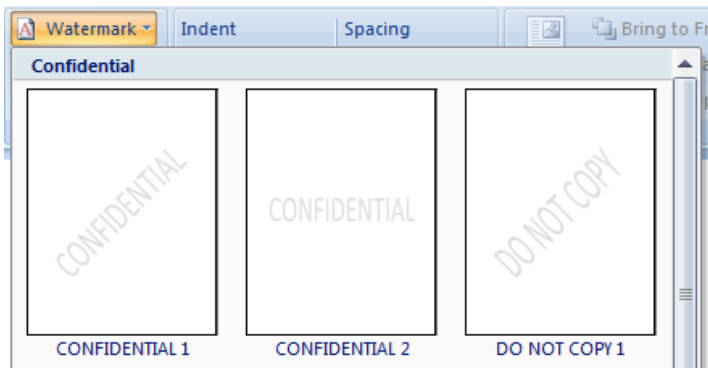 Watermark Indent Spacing Bring to Fr
Confidential
CONFIDENTIAL CONFIDENTIAL DO NOT COPY
CONFIDENTIAL 1 CONFIDENTIAL 2 DO NOT COPY 1